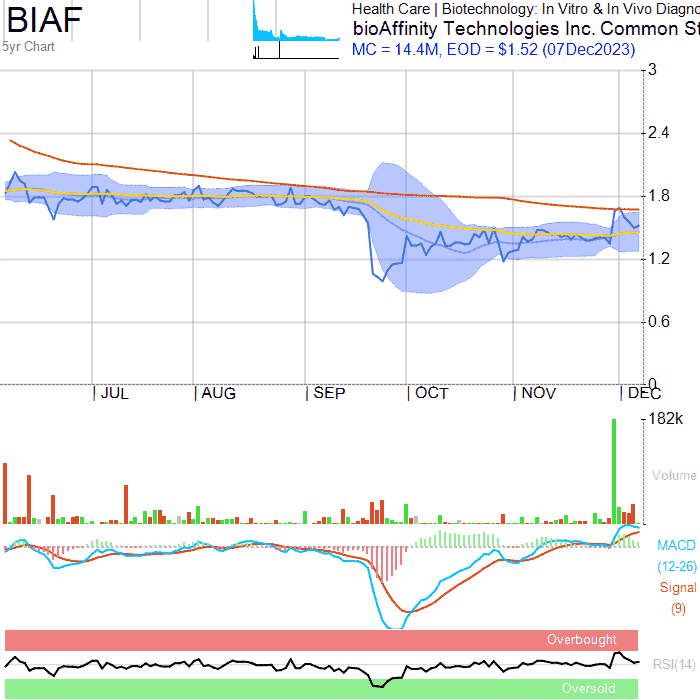 BIAF
5yr Chart
Health Care | Biotechnology: In Vitro & In Vivo Diagno
bioAffinity Technologies Inc. Common St
MC = 14.4M, EOD = $1.52 (07Dec2023)
3
2.4
1.8
1.2
0.6
0
JUL AUG SEP OCT NOV DEC
182k
Volume
MACD
(12-26)
Signal
(9)
Overbought
RSI(14)
Oversold